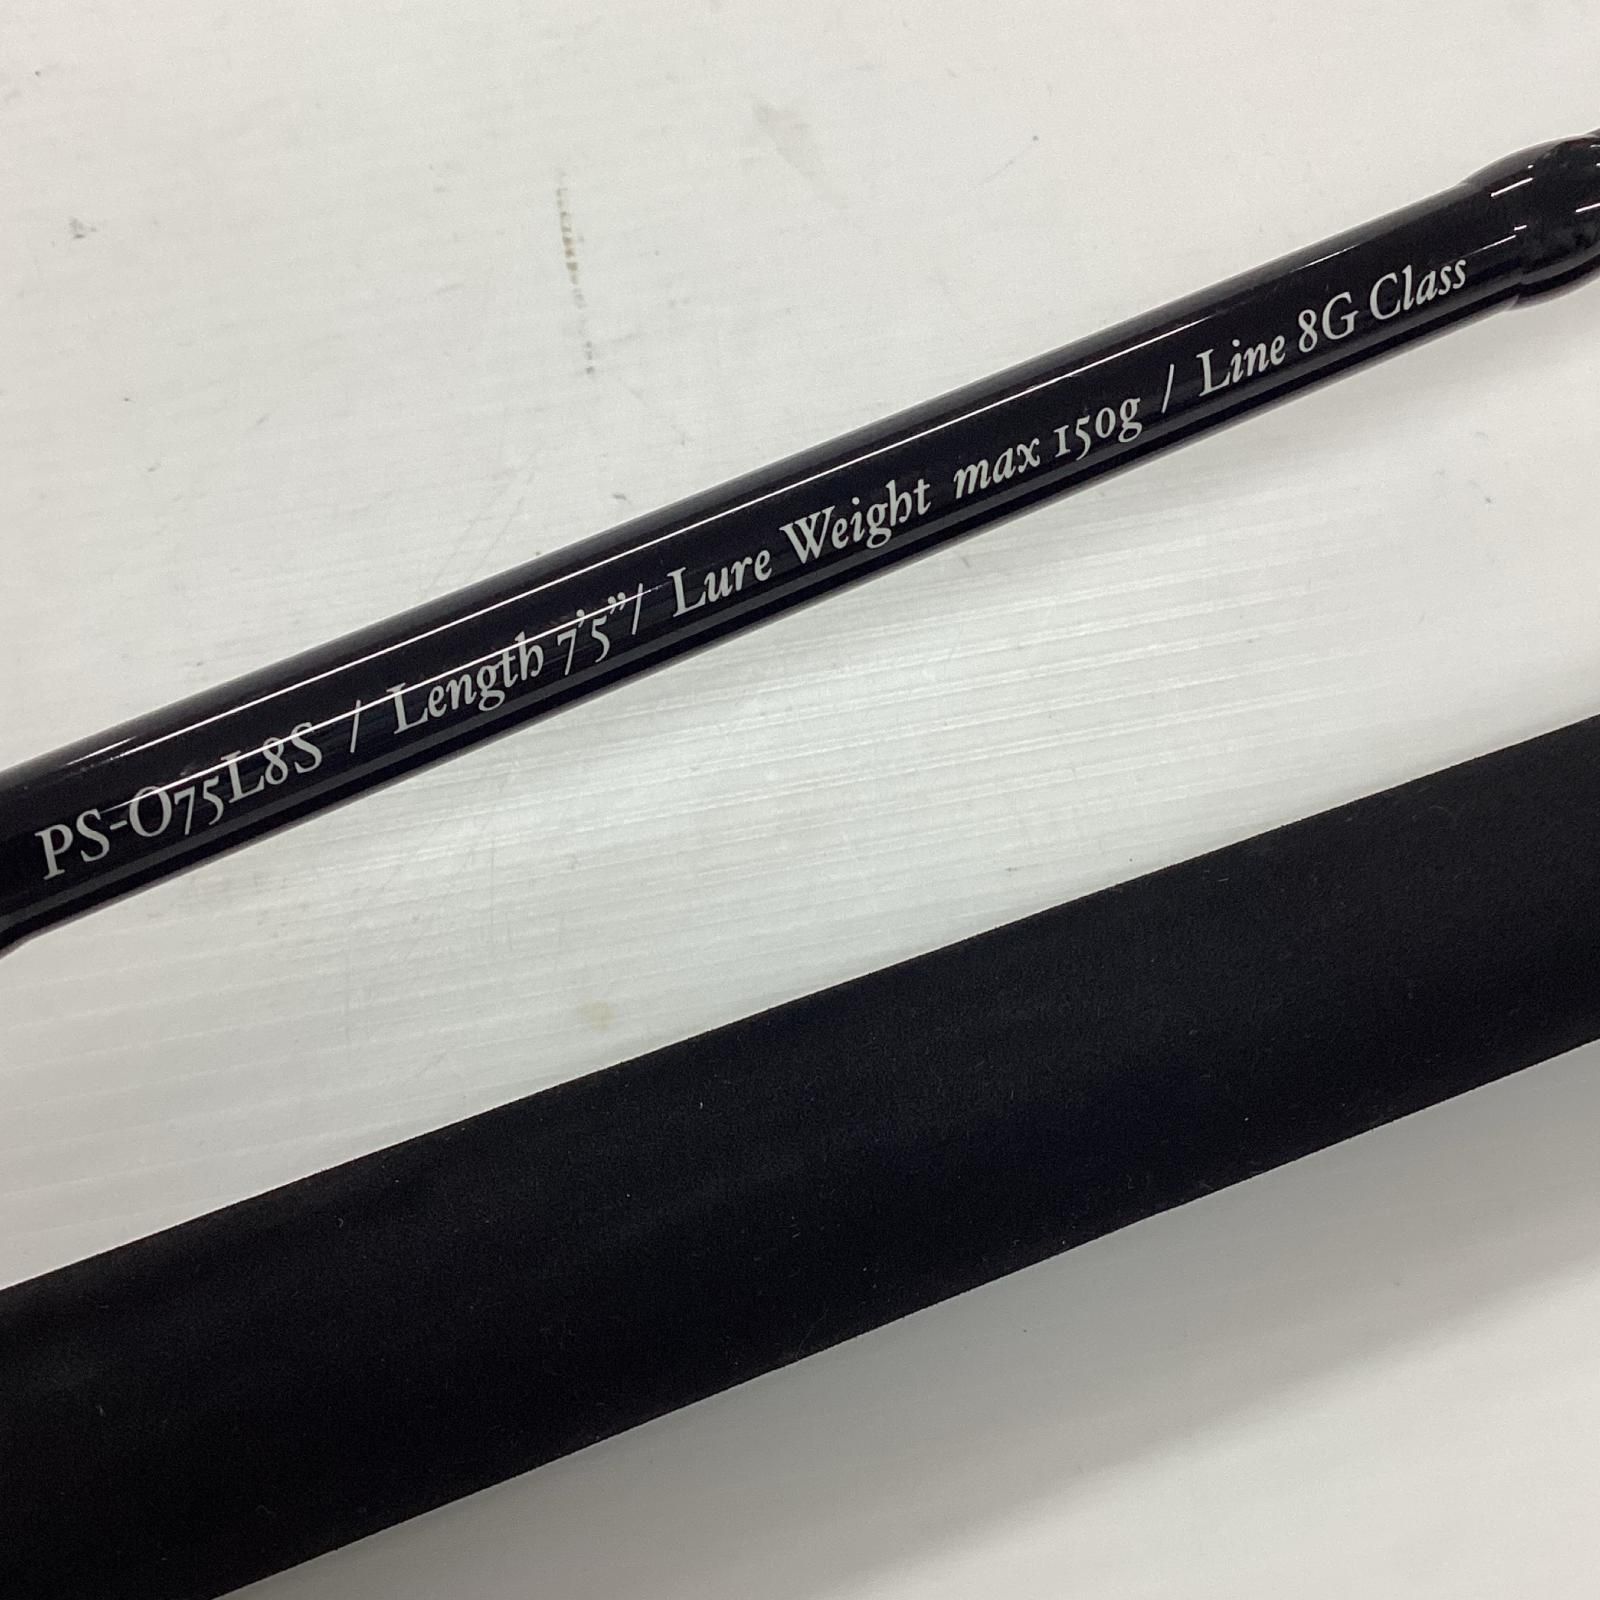 PS-O75L8S / Length 7’5”/ Lure Weight max 150g / Line 8G Class